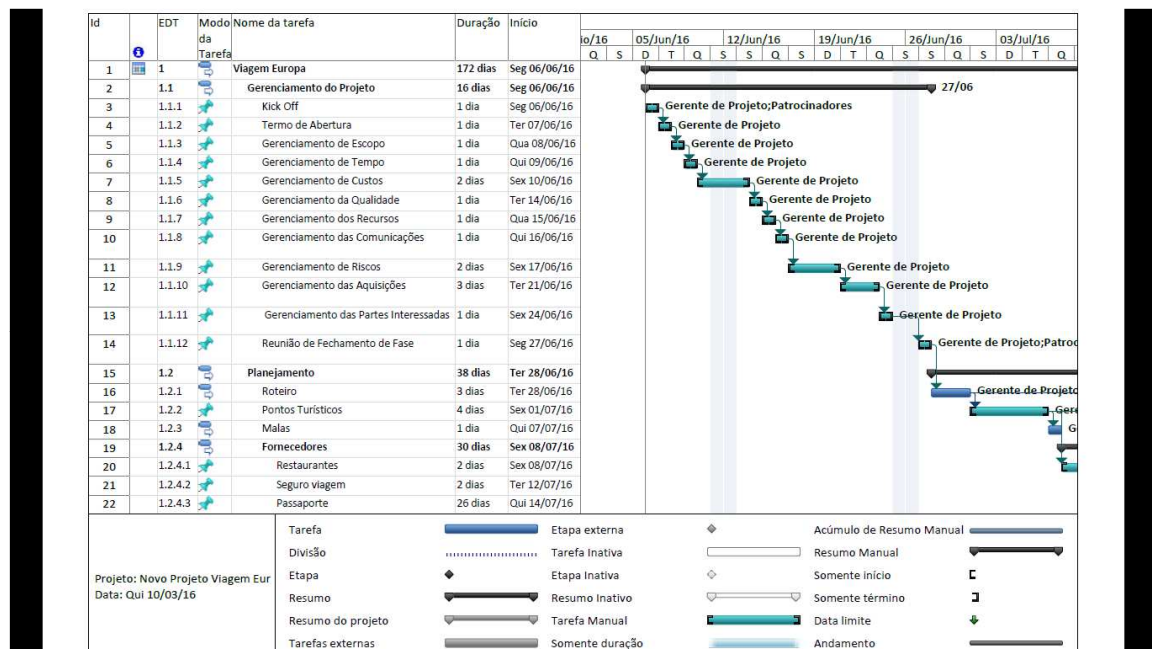 Id EDT Modo da Tarefa Nome da tarefa Duração Início
io/16 05/Jun/16 12/Jun/16 19/Jun/16 26/Jun/16 03/Jul/16
Q S D T Q S S Q S D T Q S S Q S D T Q
1 1 Viagem Europa 172 dias Seg 06/06/16
2 1.1 Gerenciamento do Projeto 16 dias Seg 06/06/16 27/06
3 1.1.1 Kick Off 1 dia Seg 06/06/16 Gerente de Projeto;Patrocinadores
4 1.1.2 Termo de Abertura 1 dia Ter 07/06/16 Gerente de Projeto
5 1.1.3 Gerenciamento de Escopo 1 dia Qua 08/06/16 Gerente de Projeto
6 1.1.4 Gerenciamento de Tempo 1 dia Qui 09/06/16 Gerente de Projeto
7 1.1.5 Gerenciamento de Custos 2 dias Sex 10/06/16 Gerente de Projeto
8 1.1.6 Gerenciamento da Qualidade 1 dia Ter 14/06/16 Gerente de Projeto
9 1.1.7 Gerenciamento dos Recursos 1 dia Qua 15/06/16 Gerente de Projeto
10 1.1.8 Gerenciamento das Comunicações 1 dia Qui 16/06/16 Gerente de Projeto
11 1.1.9 Gerenciamento de Riscos 2 dias Sex 17/06/16 Gerente de Projeto
12 1.1.10 Gerenciamento das Aquisições 3 dias Ter 21/06/16 Gerente de Projeto
13 1.1.11 Gerenciamento das Partes Interessadas 1 dia Sex 24/06/16 Gerente de Projeto
14 1.1.12 Reunião de Fechamento de Fase 1 dia Seg 27/06/16 Gerente de Projeto;Patroc
15 1.2 Planejamento 38 dias Ter 28/06/16
16 1.2.1 Roteiro 3 dias Ter 28/06/16 Gerente de Projeto
17 1.2.2 Pontos Turísticos 4 dias Sex 01/07/16 Gere
18 1.2.3 Malas 1 dia Qui 07/07/16 G
19 1.2.4 Fornecedores 30 dias Sex 08/07/16
20 1.2.4.1 Restaurantes 2 dias Sex 08/07/16
21 1.2.4.2 Seguro viagem 2 dias Ter 12/07/16
22 1.2.4.3 Passaporte 26 dias Qui 14/07/16
Projeto: Novo Projeto Viagem Eur
Data: Qui 10/03/16
Tarefa Etapa externa Acúmulo de Resumo Manual
Divisão Tarefa Inativa Resumo Manual
Etapa Etapa Inativa Somente início
Resumo Resumo Inativo Somente término
Resumo do projeto Tarefa Manual Data limite
Tarefas externas Somente duração Andamento